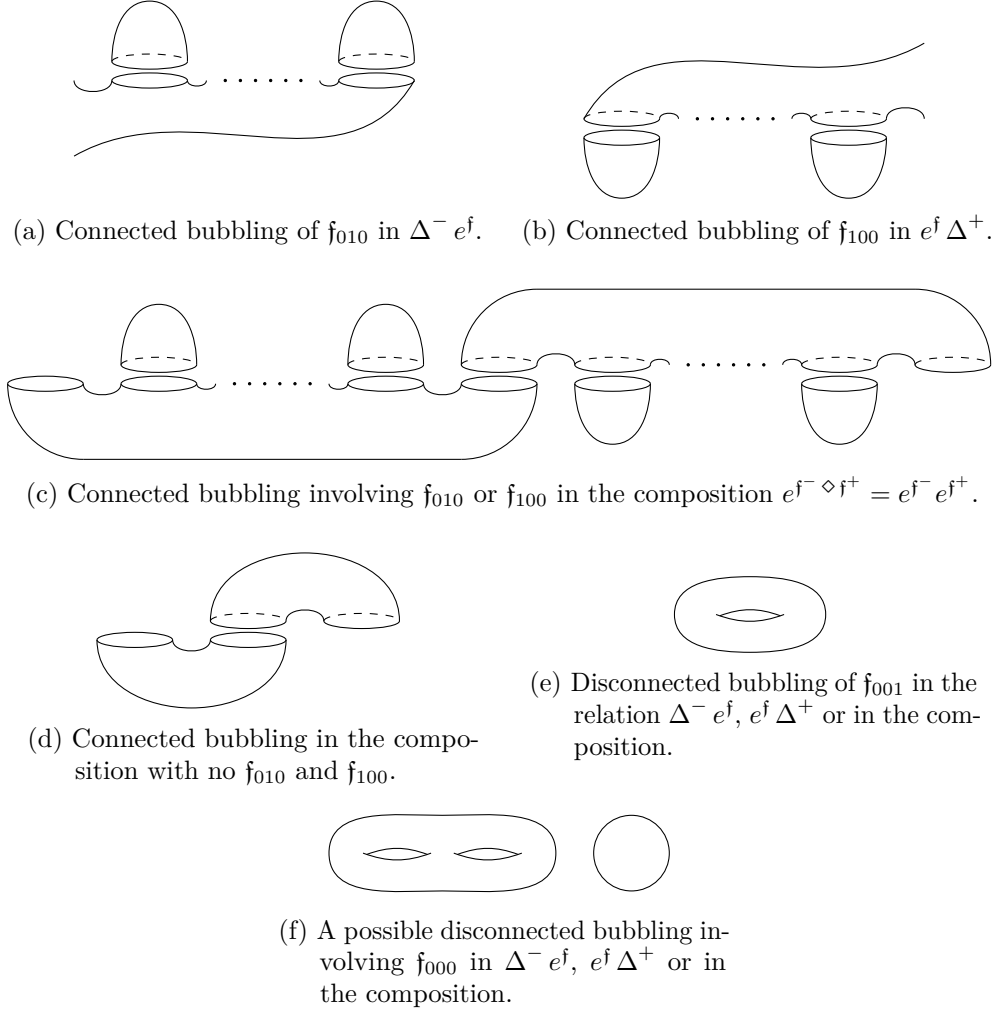 (a) Connected bubbling of 𝔣₀₁₀ in Δ⁻ e^𝔣.
(b) Connected bubbling of 𝔣₁₀₀ in e^𝔣 Δ⁺.
(c) Connected bubbling involving 𝔣₀₁₀ or 𝔣₁₀₀ in the composition e^{𝔣⁻ ⋄ 𝔣⁺} = e^{𝔣⁻} e^{𝔣⁺}.
(d) Connected bubbling in the compo-
sition with no 𝔣₀₁₀ and 𝔣₁₀₀.
(e) Disconnected bubbling of 𝔣₀₀₁ in the
relation Δ⁻ e^𝔣, e^𝔣 Δ⁺ or in the com-
position.
(f) A possible disconnected bubbling in-
volving 𝔣₀₀₀ in Δ⁻ e^𝔣, e^𝔣 Δ⁺ or in
the composition.